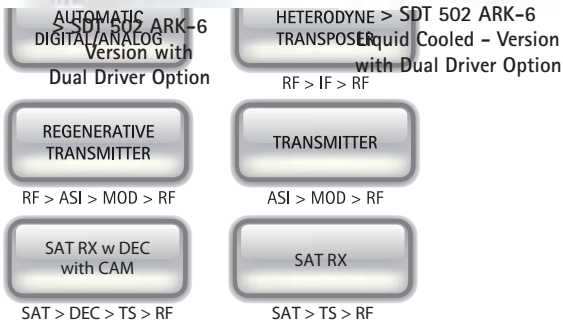 AUTOMATIC
DIGITAL/ANALOG
> SDT 502 ARK-6
Version with
Dual Driver Option
HETERODYNE
TRANSPOSER
RF > IF > RF
> SDT 502 ARK-6
Liquid Cooled - Version
with Dual Driver Option
REGENERATIVE
TRANSMITTER
RF > ASI > MOD > RF
TRANSMITTER
ASI > MOD > RF
SAT RX w DEC
with CAM
SAT > DEC > TS > RF
SAT RX
SAT > TS > RF